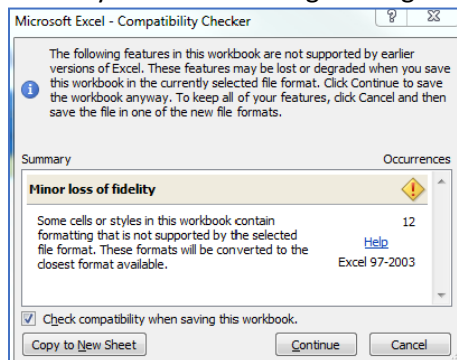 Microsoft Excel - Compatibility Checker
The following features in this workbook are not supported by earlier
versions of Excel. These features may be lost or degraded when you save
this workbook in the currently selected file format. Click Continue to save
the workbook anyway. To keep all of your features, click Cancel and then
save the file in one of the new file formats.
Summary Occurrences
Minor loss of fidelity
Some cells or styles in this workbook contain 12
formatting that is not supported by the selected Help
file format. These formats will be converted to the Excel 97-2003
closest format available.
Check compatibility when saving this workbook.
Copy to New Sheet Continue Cancel